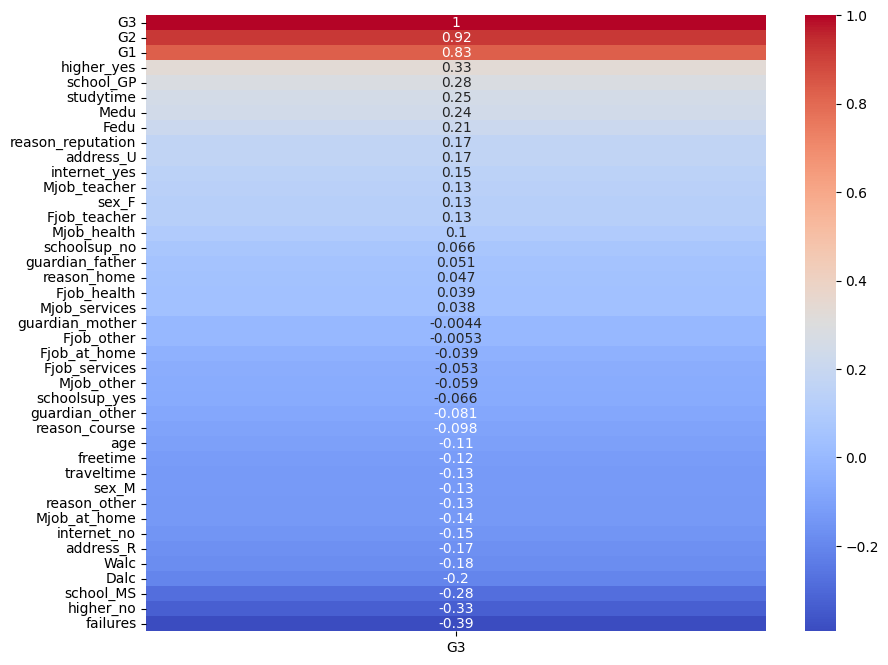 G3 1
G2 0.92
G1 0.83
higher_yes 0.33
school_GP 0.28
studytime 0.25
Medu 0.24
Fedu 0.21
reason_reputation 0.17
address_U 0.17
internet_yes 0.15
Mjob_teacher 0.13
sex_F 0.13
Fjob_teacher 0.13
Mjob_health 0.1
schoolsup_no 0.066
guardian_father 0.051
reason_home 0.047
Fjob_health 0.039
Mjob_services 0.038
guardian_mother -0.0044
Fjob_other -0.0053
Fjob_at_home -0.039
Fjob_services -0.053
Mjob_other -0.059
schoolsup_yes -0.066
guardian_other -0.081
reason_course -0.098
age -0.11
freetime -0.12
traveltime -0.13
sex_M -0.13
reason_other -0.13
Mjob_at_home -0.14
internet_no -0.15
address_R -0.17
Walc -0.18
Dalc -0.2
school_MS -0.28
higher_no -0.33
failures -0.39
G3
1.0
0.8
0.6
0.4
0.2
0.0
−0.2